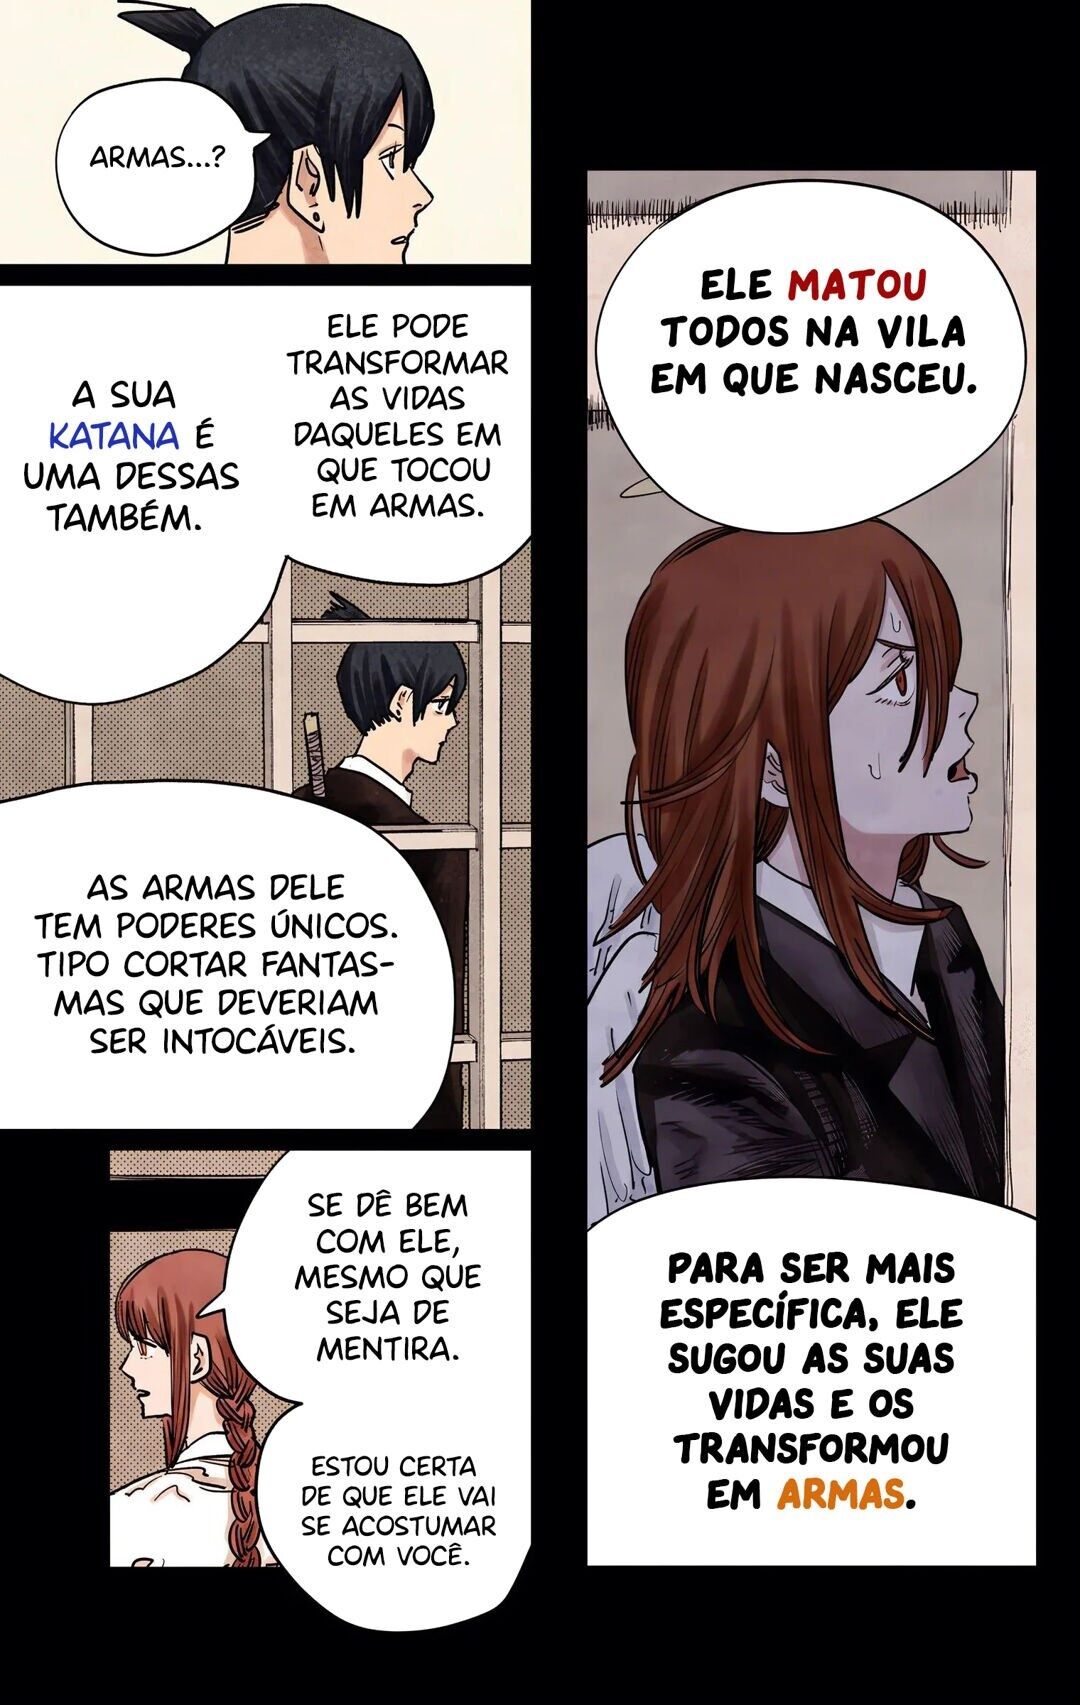 ELE MATOU
TODOS NA VILA
EM QUE NASCEU.
PARA SER MAIS
ESPECÍFICA, ELE
SUGOU AS SUAS
VIDAS E OS
TRANSFORMOU
EM ARMAS.
ARMAS...?
ELE PODE
TRANSFORMAR
AS VIDAS
DAQUELES EM
QUE TOCOU
EM ARMAS.
A SUA
KATANA É
UMA DESSAS
TAMBÉM.
AS ARMAS DELE
TEM PODERES ÚNICOS.
TIPO CORTAR FANTAS-
MAS QUE DEVERIAM
SER INTOCÁVEIS.
SE DÊ BEM
COM ELE,
MESMO QUE
SEJA DE
MENTIRA.
ESTOU CERTA
DE QUE ELE VAI
SE ACOSTUMAR
COM VOCÊ.